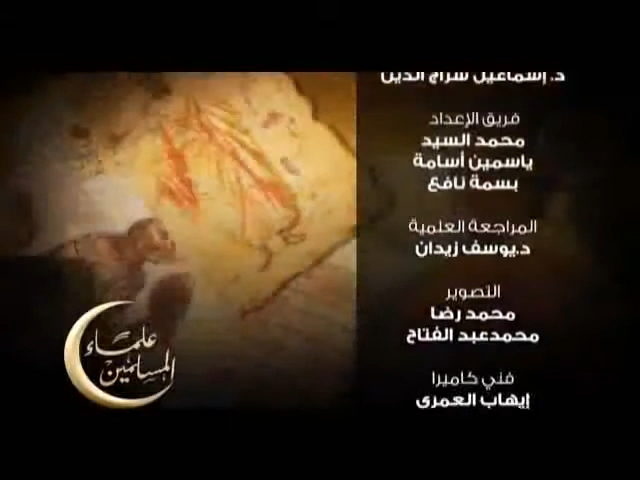 د. إسماعيل سراج الدين
فريق الإعداد
محمد السيد
ياسمين أسامة
بسمة نافع
المراجعة العلمية
د.يوسف زيدان
التصوير
محمد رضا
محمدعبد الفتاح
فني كاميرا
إيهاب العمرى
علماء
المسلمين